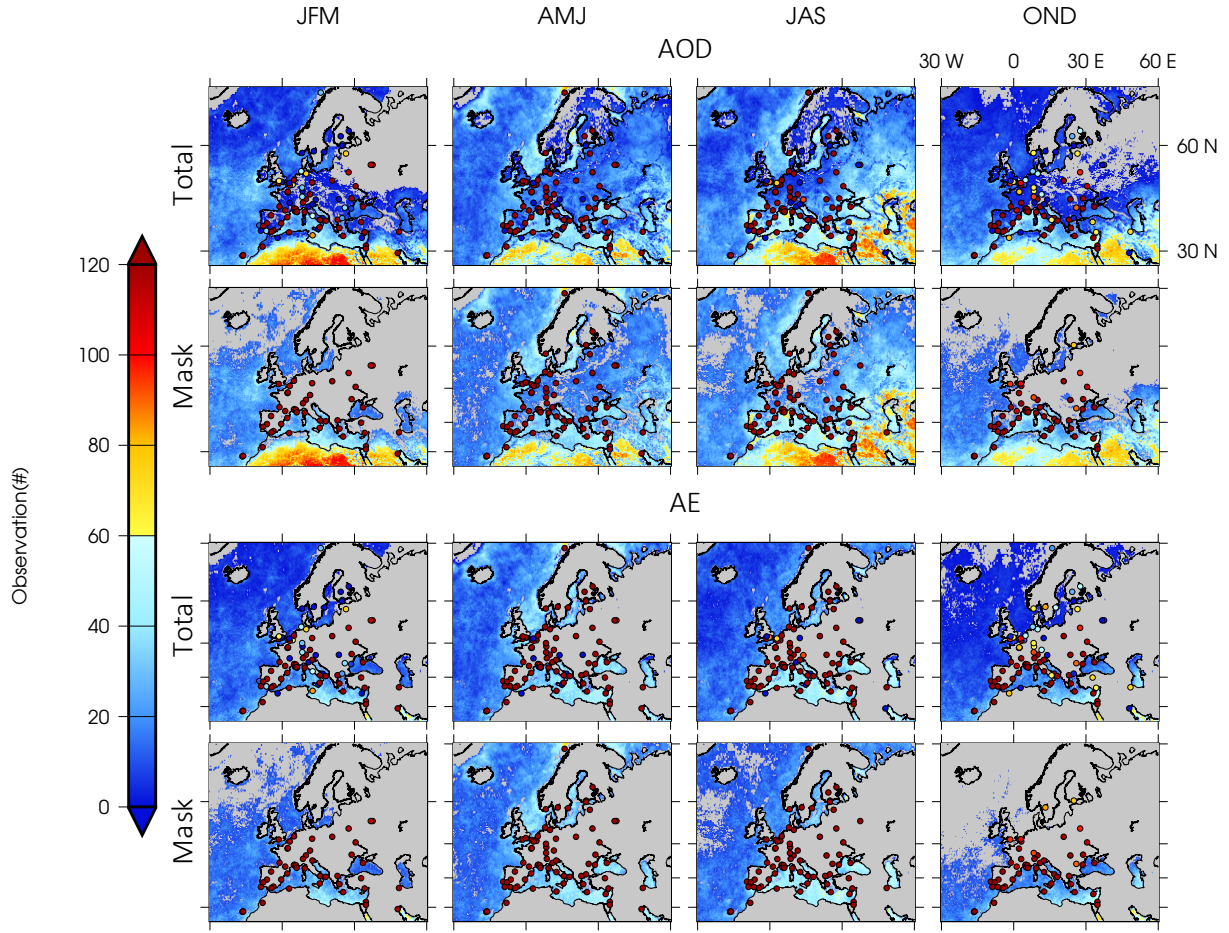 JFM AMJ JAS OND
AOD
30 W 0 30 E 60 E
Total
60 N
30 N
Mask
120
100
80
60
40
20
0
Observation(#)
AE
Total
Mask